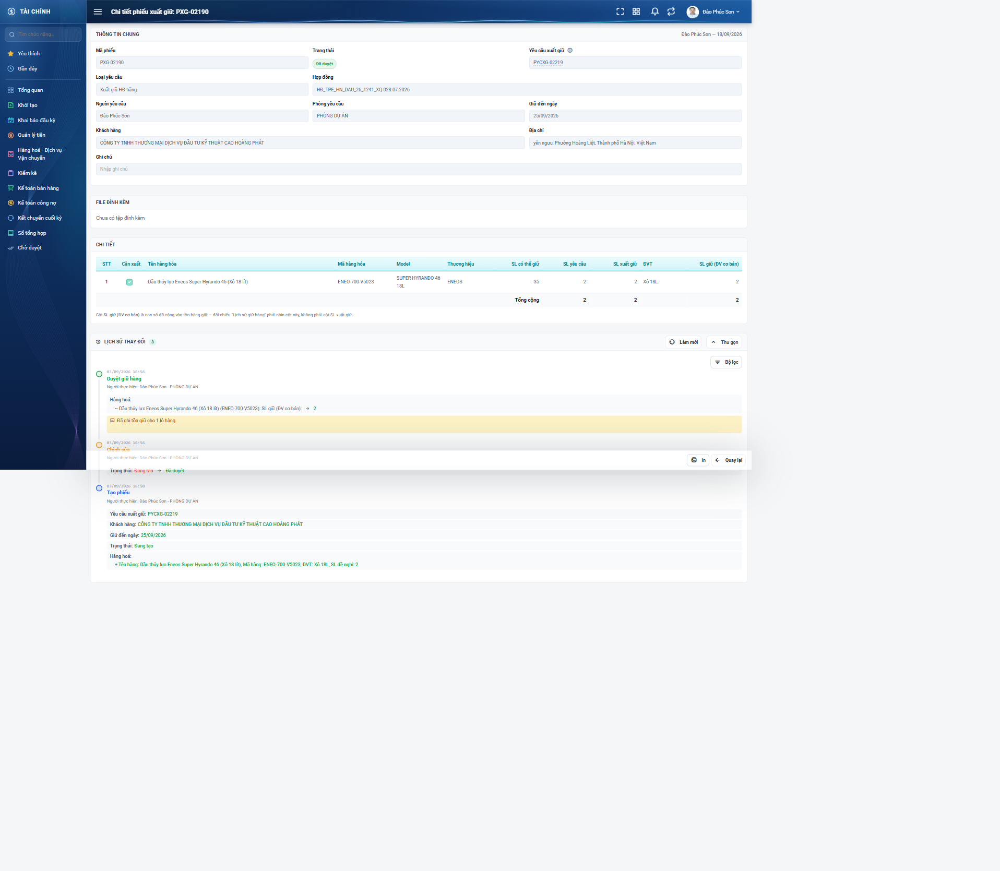 TÀI CHÍNH
Tìm chức năng...
Yêu thích
Gần đây
Tổng quan
Khởi tạo
Khai báo đầu kỳ
Quản lý tiền
Hàng hoá - Dịch vụ -
Vận chuyển
Kiểm kê
Kế toán bán hàng
Kế toán công nợ
Kết chuyển cuối kỳ
Sổ tổng hợp
Chờ duyệt
Chi tiết phiếu xuất giữ: PXG-02190
Đào Phúc Sơn
THÔNG TIN CHUNG
Đào Phúc Sơn — 18/09/2026
Mã phiếu
Trạng thái
Yêu cầu xuất giữ
PXG-02190
Đã duyệt
PYCXG-02219
Loại yêu cầu
Hợp đồng
Xuất giữ HĐ hãng
HĐ_TPE_HN_DAU_26_1241_XQ 028.07.2026
Người yêu cầu
Phòng yêu cầu
Giữ đến ngày
Đào Phúc Sơn
PHÒNG DỰ ÁN
25/09/2026
Khách hàng
Địa chỉ
CÔNG TY TNHH THƯƠNG MẠI DỊCH VỤ ĐẦU TƯ KỸ THUẬT CAO HOÀNG PHÁT
yên ngưu, Phường Hoàng Liệt, Thành phố Hà Nội, Việt Nam
Ghi chú
Nhập ghi chú
FILE ĐÍNH KÈM
Chưa có tệp đính kèm
CHI TIẾT
STT Cần xuất Tên hàng hóa Mã hàng hóa Model Thương hiệu SL có thể giữ SL yêu cầu SL xuất giữ ĐVT SL giữ (ĐV cơ bản)
1 Dầu thủy lực Eneos Super Hyrando 46 (Xô 18 lít) ENEO-700-V5023 SUPER HYRANDO 46 ENEOS 35 2 2 Xô 18L 2
18L
Tổng cộng 2 2 2
Cột SL giữ (ĐV cơ bản) là con số đã cộng vào tồn hàng giữ — đối chiếu "Lịch sử giữ hàng" phải nhìn cột này, không phải cột SL xuất giữ.
LỊCH SỬ THAY ĐỔI 3
Làm mới
Thu gọn
Bộ lọc
03/09/2026 16:56
Duyệt giữ hàng
Người thực hiện: Đào Phúc Sơn - PHÒNG DỰ ÁN
Hàng hoá:
~ Dầu thủy lực Eneos Super Hyrando 46 (Xô 18 lít) (ENEO-700-V5023): SL giữ (ĐV cơ bản): → 2
Đã ghi tồn giữ cho 1 lô hàng.
03/09/2026 16:56
Chỉnh sửa
Người thực hiện: Đào Phúc Sơn - PHÒNG DỰ ÁN
In
Quay lại
Trạng thái: Đang tạo → Đã duyệt
03/09/2026 16:50
Tạo phiếu
Người thực hiện: Đào Phúc Sơn - PHÒNG DỰ ÁN
Yêu cầu xuất giữ: PYCXG-02219
Khách hàng: CÔNG TY TNHH THƯƠNG MẠI DỊCH VỤ ĐẦU TƯ KỸ THUẬT CAO HOÀNG PHÁT
Giữ đến ngày: 25/09/2026
Trạng thái: Đang tạo
Hàng hoá:
+ Tên hàng: Dầu thủy lực Eneos Super Hyrando 46 (Xô 18 lít), Mã hàng: ENEO-700-V5023, ĐVT: Xô 18L, SL đề nghị: 2